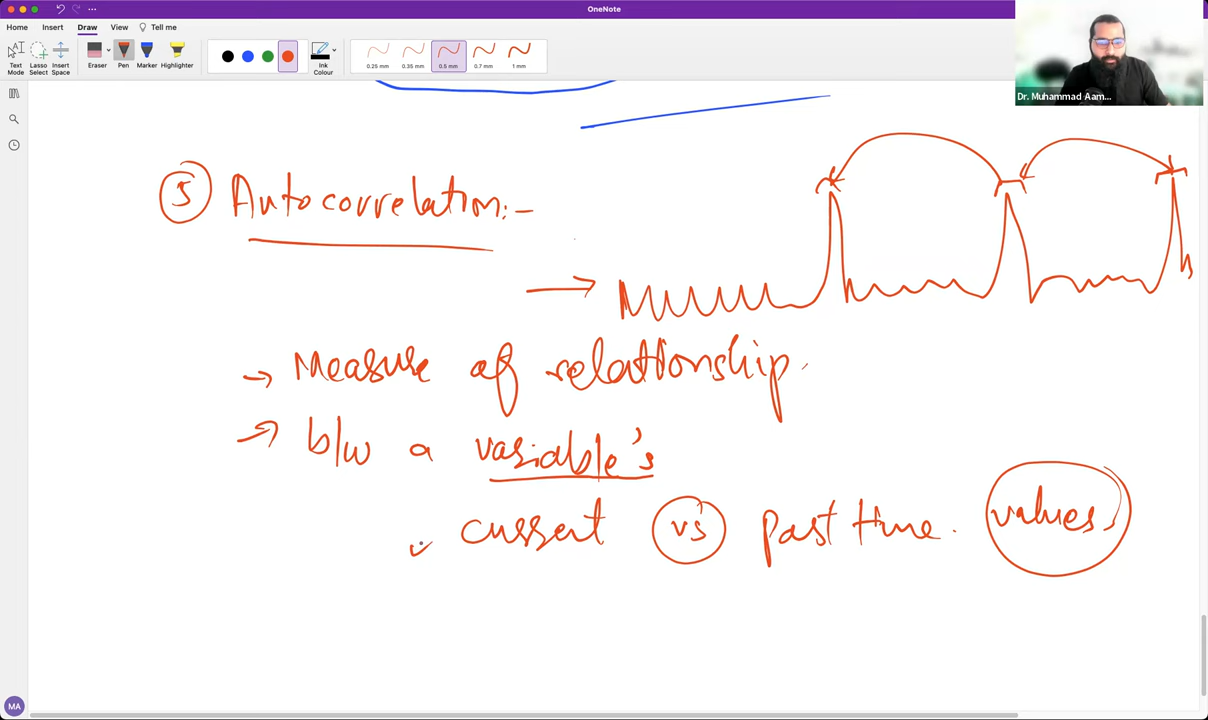 OneNote
Home Insert Draw View Tell me
Text Mode
Lasso Select
Insert Space
Eraser
Pen
Marker
Highlighter
Ink Colour
0.25 mm
0.35 mm
0.5 mm
0.7 mm
1 mm
Dr. Muhammad Aam...
5 Autocorrelation:-
→ Measure of relationship.
→ b/w a variable's
current vs past time. values,
MA